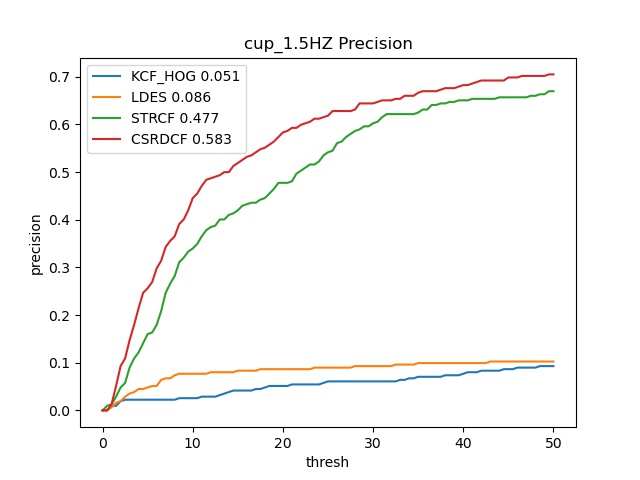 cup_1.5HZ Precision
KCF_HOG 0.051
LDES 0.086
STRCF 0.477
CSRDCF 0.583
precision
0.7
0.6
0.5
0.4
0.3
0.2
0.1
0.0
0 10 20 30 40 50
thresh